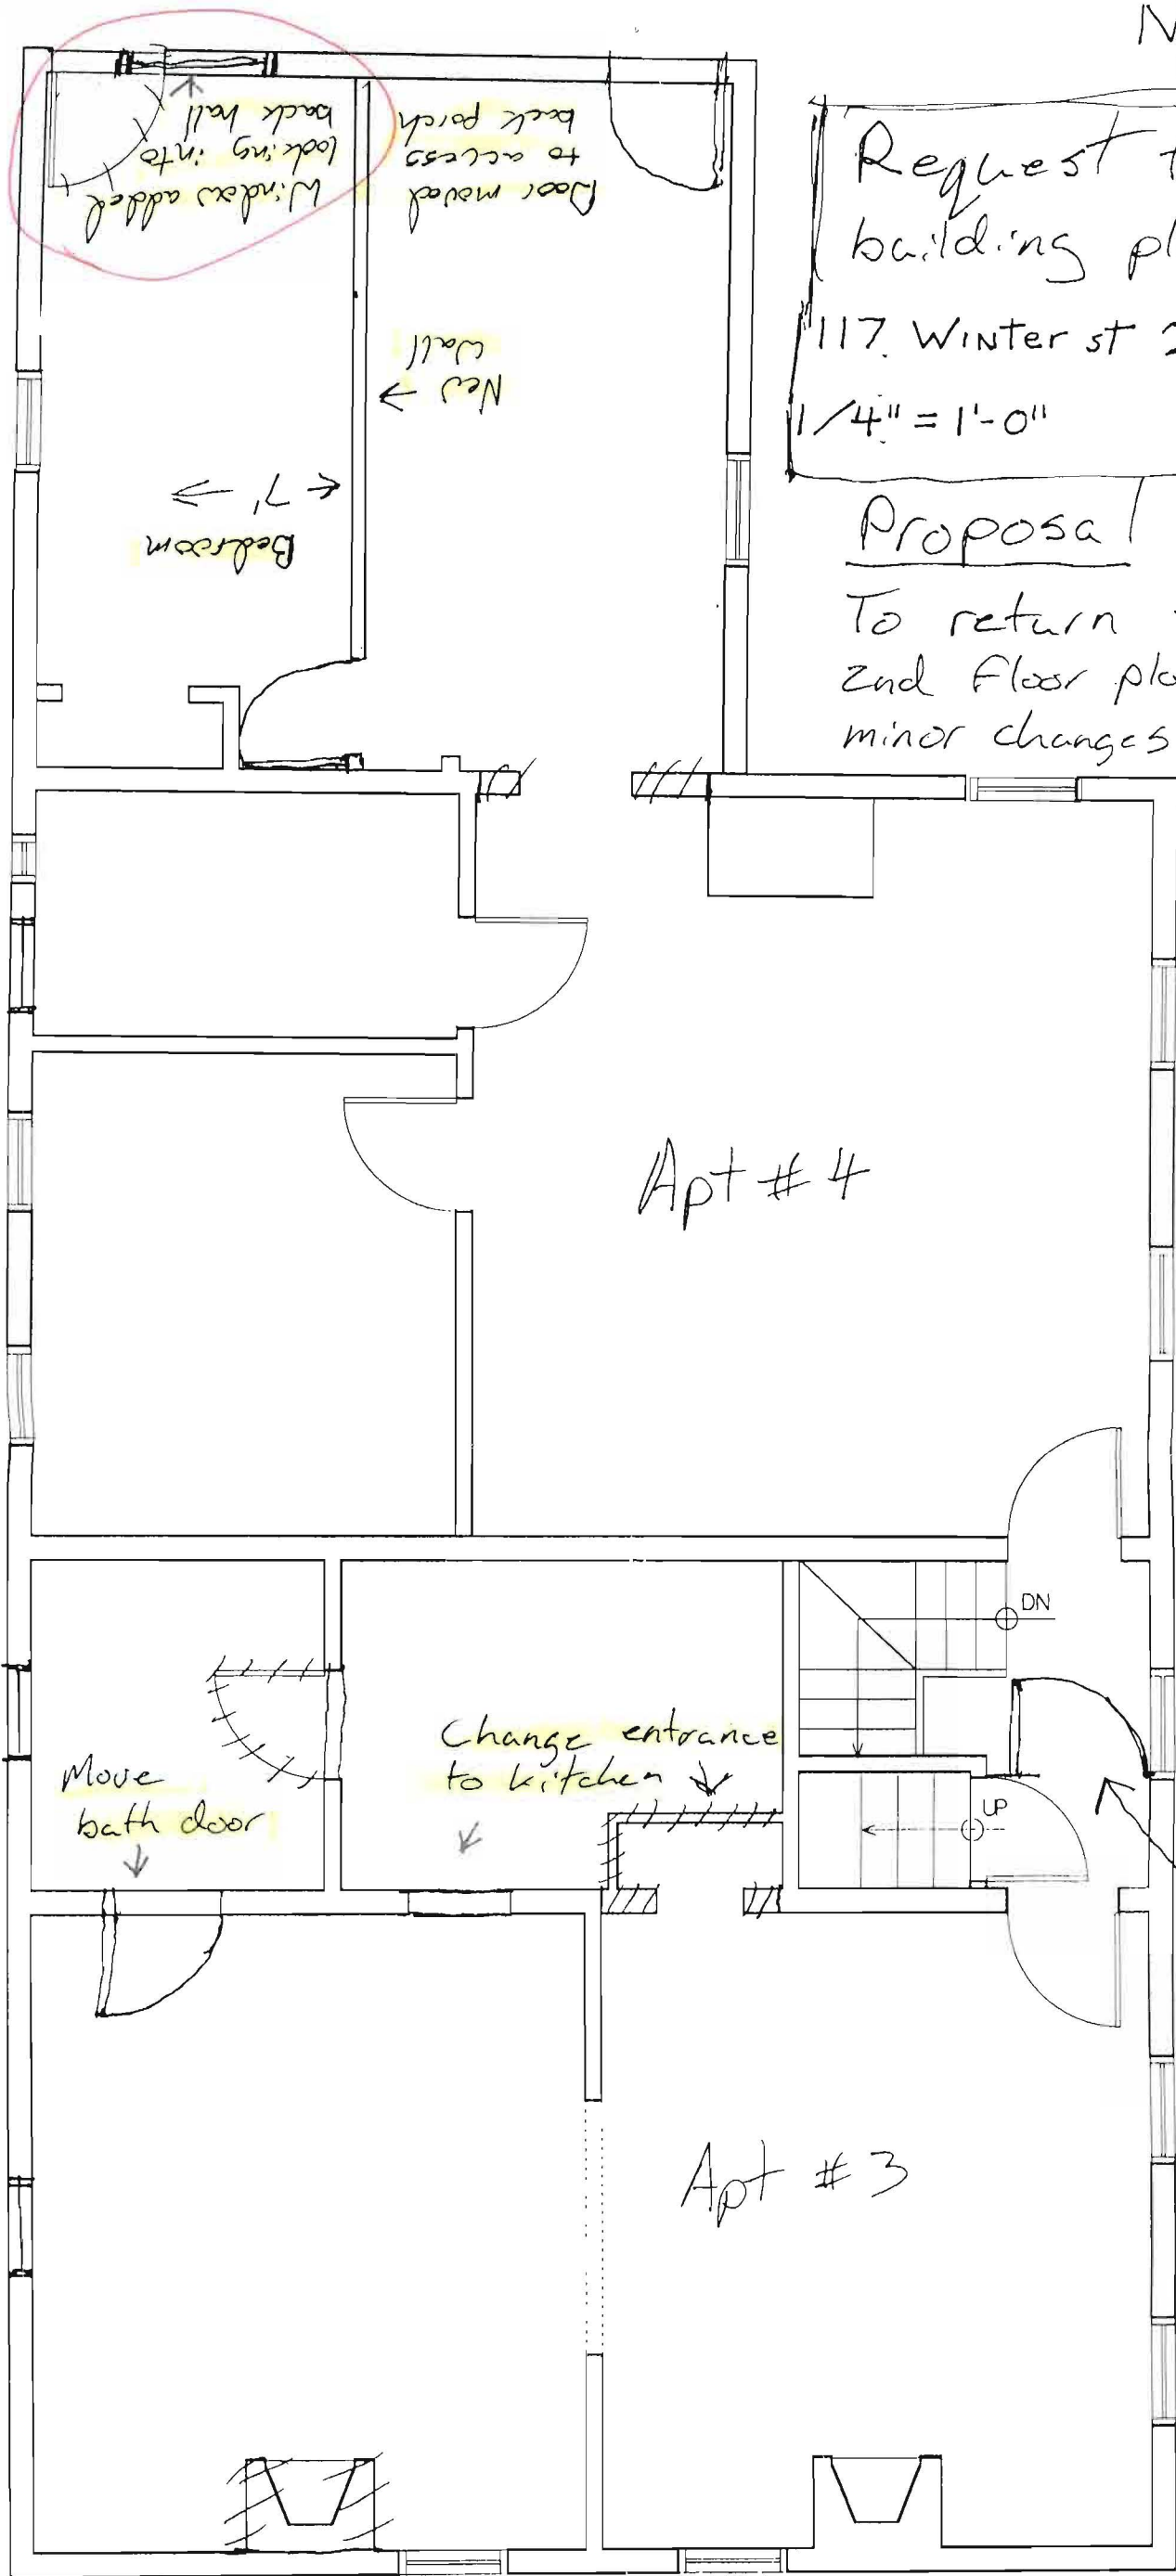 N
Request t
building pl
117 Winter st 2
1/4" = 1'-0"
Proposal
To return
2nd Floor pla
minor changes
Window added
looking into
back hall
Door moved
to access
back porch
New
Wall
7'
Bedroom
Apt # 4
DN
Change entrance
to kitchen
Move
bath door
UP
Apt # 3